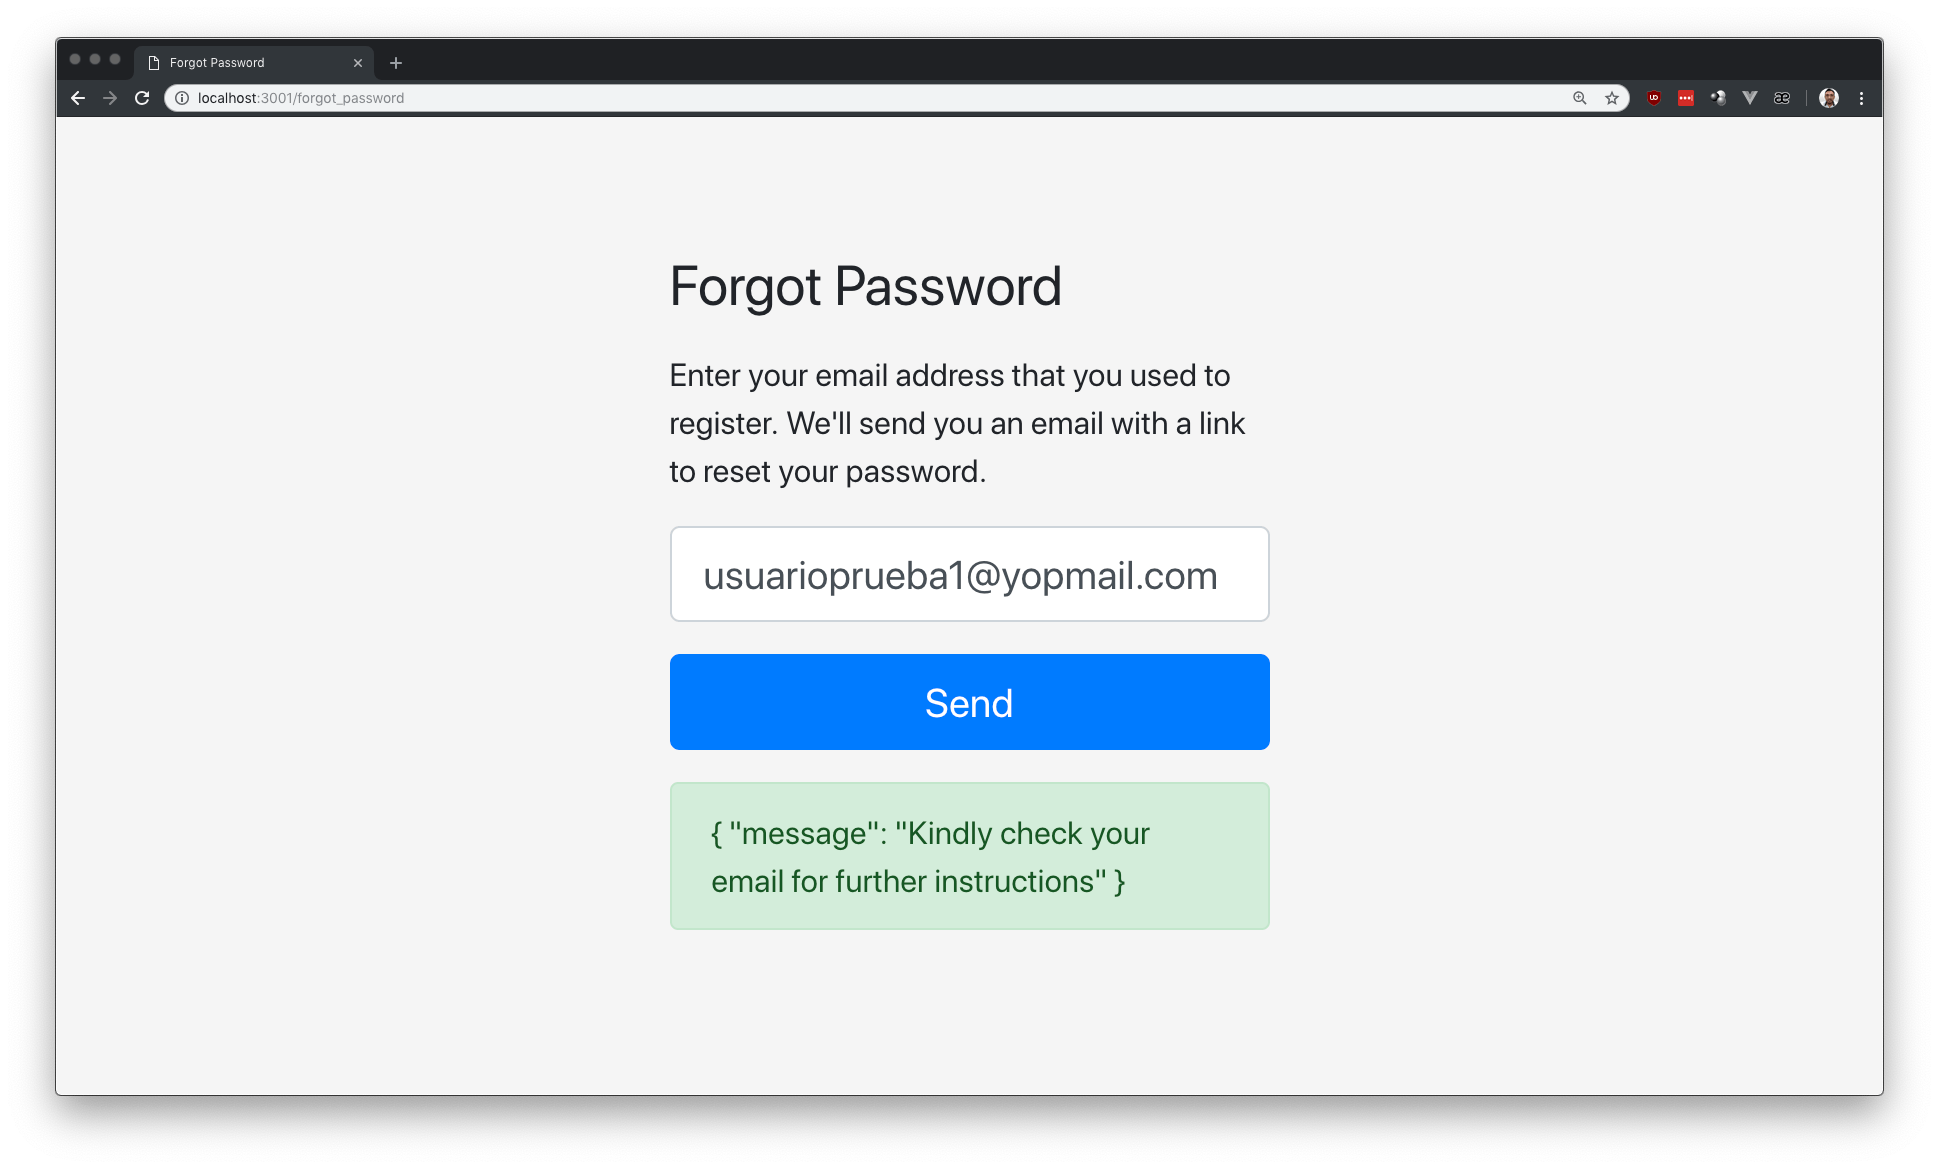 Forgot Password
localhost:3001/forgot_password
Forgot Password
Enter your email address that you used to
register. We'll send you an email with a link
to reset your password.
usuarioprueba1@yopmail.com
Send
{ "message": "Kindly check your
email for further instructions" }